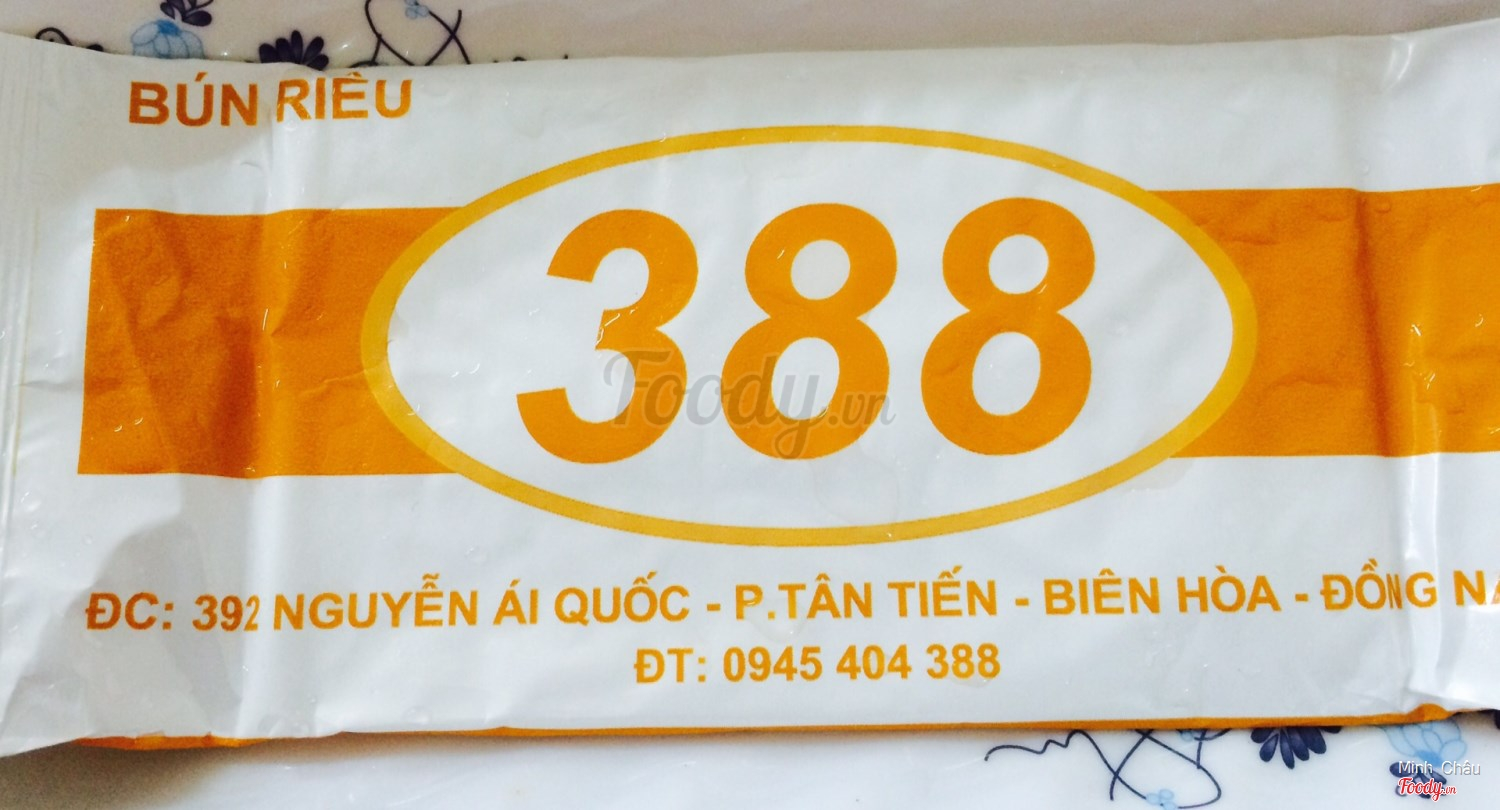 BÚN RIÊU
388
Foody.vn
ĐC: 392 NGUYỄN ÁI QUỐC - P.TÂN TIẾN - BIÊN HÒA - ĐỒNG NA
ĐT: 0945 404 388
Minh Châu
Foody.vn